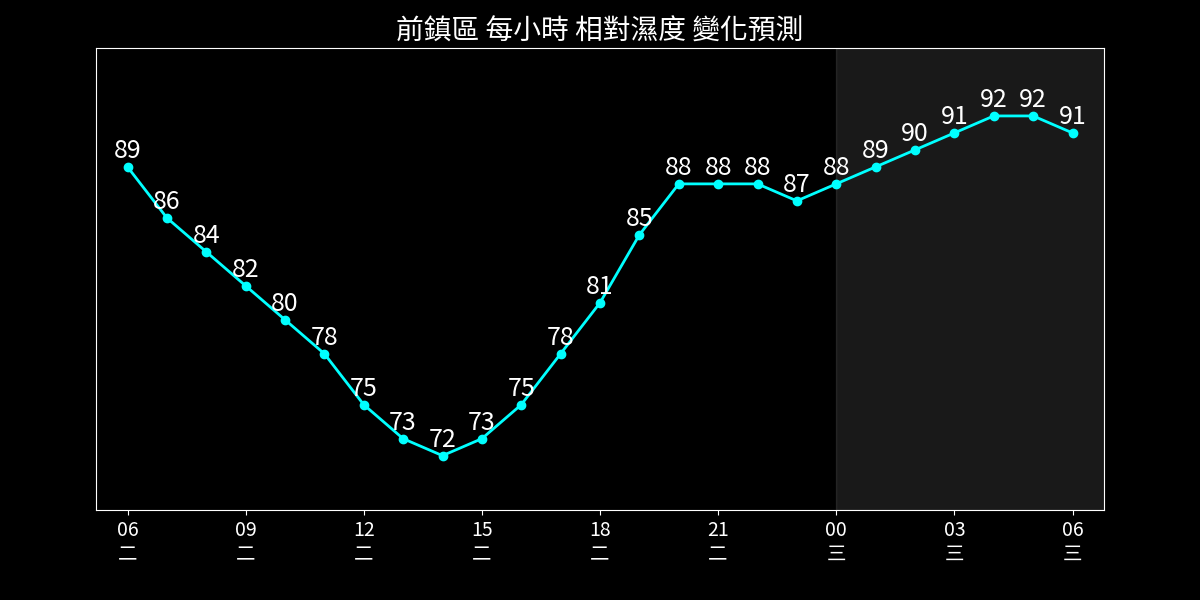 前鎮區 每小時 相對濕度 變化預測
89 86 84 82 80 78 75 73 72 73 75 78 81 85 88 88 88 87 88 89 90 91 92 92 91
06 09 12 15 18 21 00 03 06
二 二 二 二 二 二 三 三 三